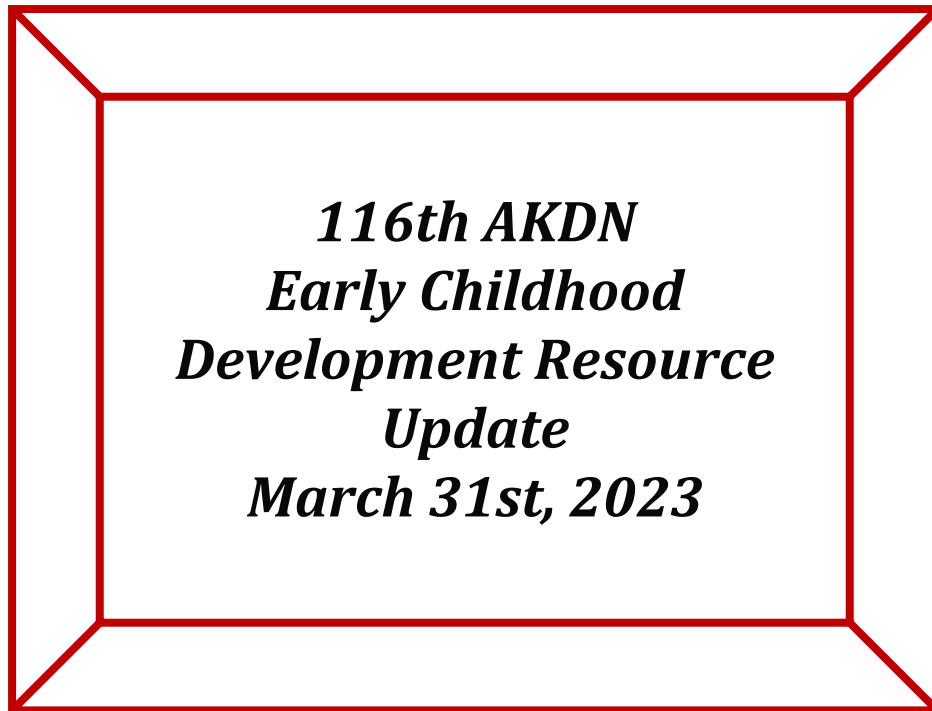 116th AKDN
Early Childhood
Development Resource
Update
March 31st, 2023